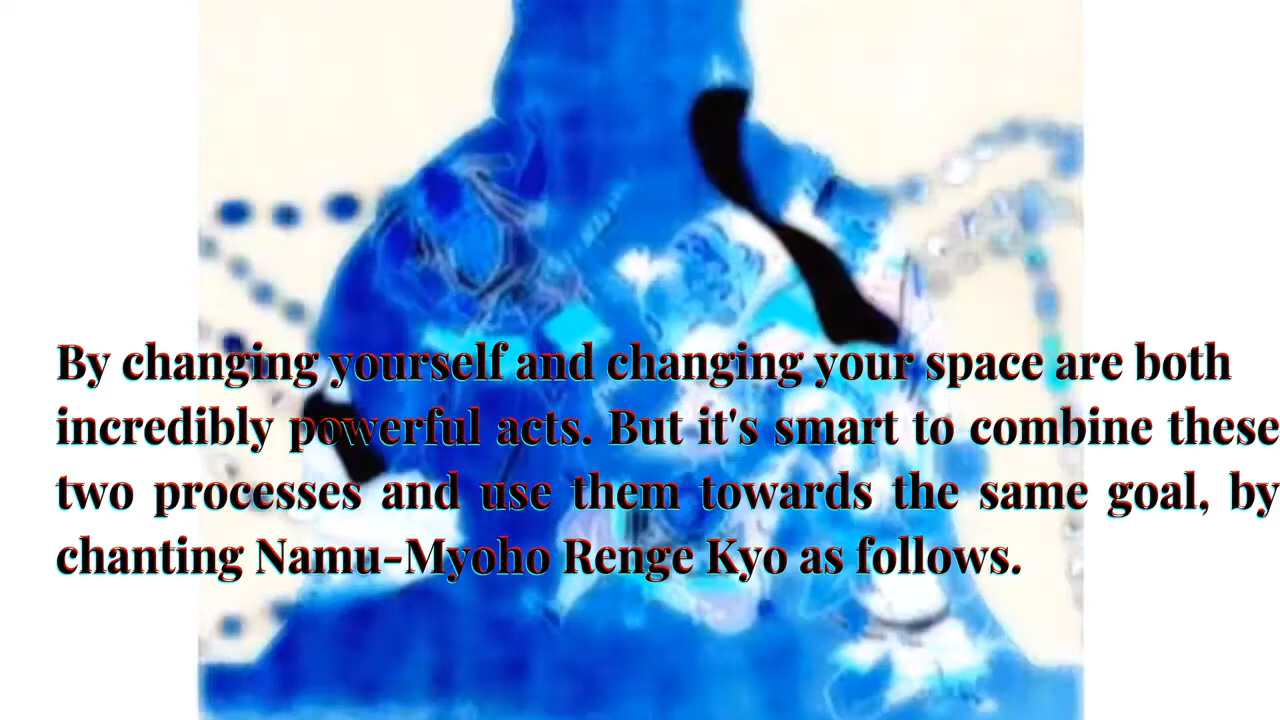 By changing yourself and changing your space are both
incredibly powerful acts. But it's smart to combine these
two processes and use them towards the same goal, by
chanting Namu-Myoho Renge Kyo as follows.